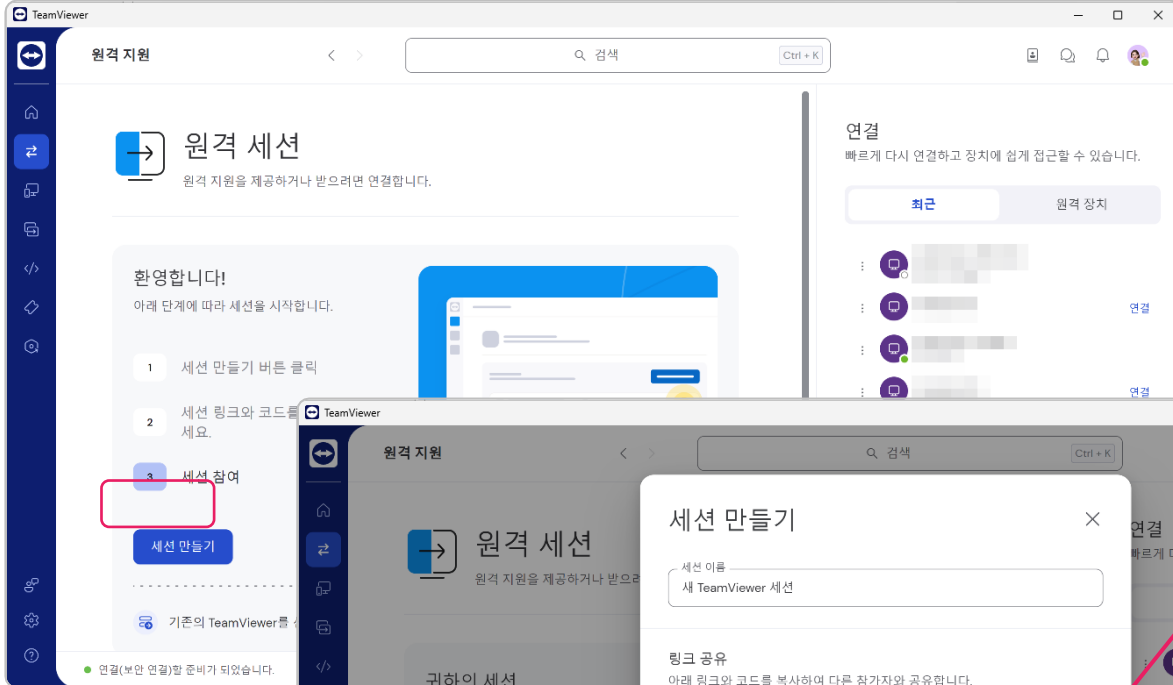 TeamViewer
원격 지원
검색
Ctrl + K
원격 세션
원격 지원을 제공하거나 받으려면 연결합니다.
환영합니다!
아래 단계에 따라 세션을 시작합니다.
1
세션 만들기 버튼 클릭
2
세션 링크와 코드를
세요.
3
세션 참여
세션 만들기
기존의 TeamViewer를
연결(보안 연결)할 준비가 되었습니다.
연결
빠르게 다시 연결하고 장치에 쉽게 접근할 수 있습니다.
최근
원격 장치
연결
연결
TeamViewer
원격 지원
검색
Ctrl + K
원격 세션
원격 지원을 제공하거나 받으려
귀하의 세션
세션 만들기
세션 이름
새 TeamViewer 세션
링크 공유
아래 링크와 코드를 복사하여 다른 참가자와 공유합니다.
연결
빠르게